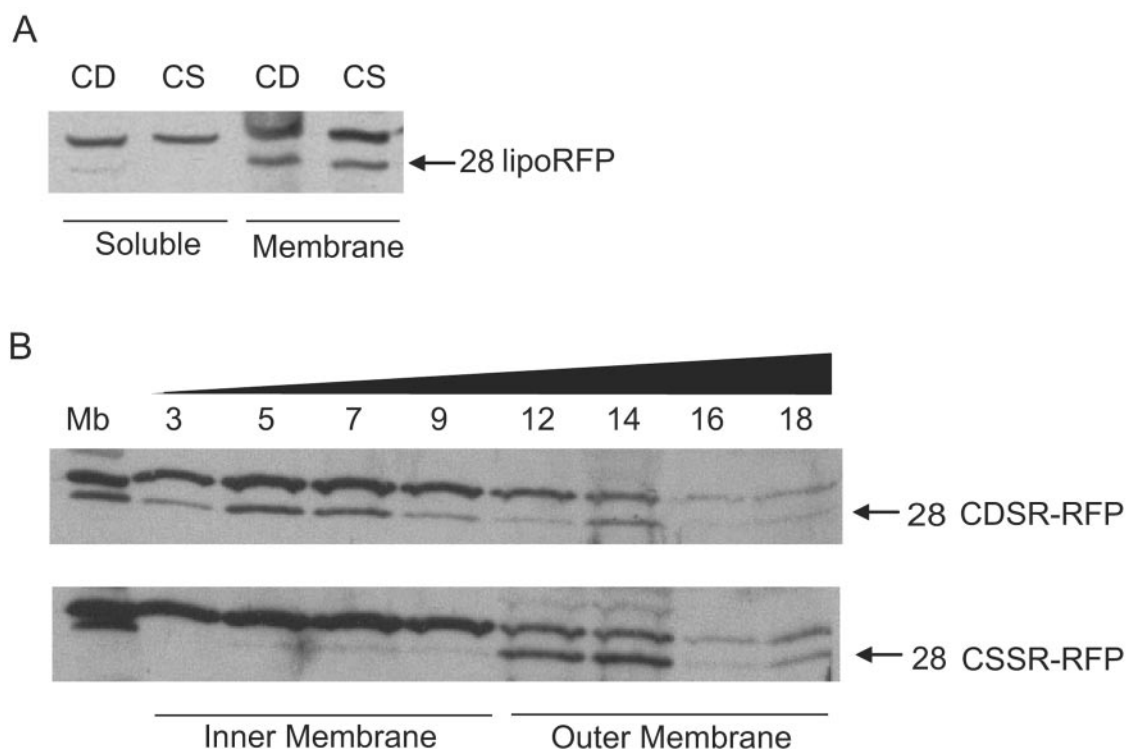 A
CD CS CD CS
28 lipoRFP
Soluble Membrane
B
Mb 3 5 7 9 12 14 16 18
28 CDSR-RFP
28 CSSR-RFP
Inner Membrane Outer Membrane